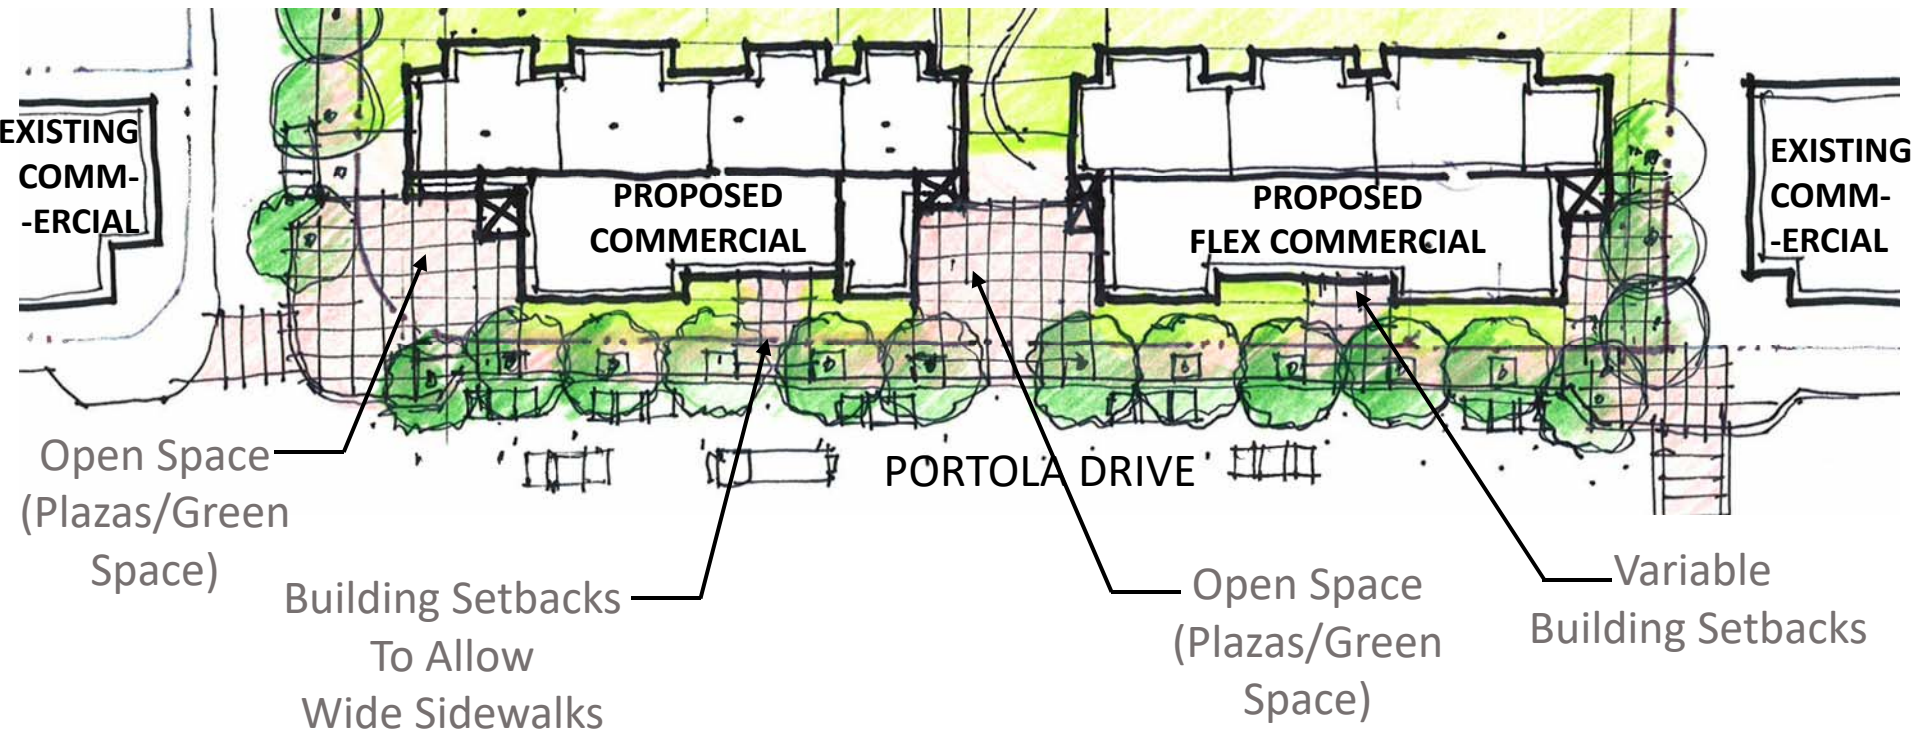 EXISTING
COMM-
-ERCIAL
PROPOSED
COMMERCIAL
PROPOSED
FLEX COMMERCIAL
EXISTING
COMM-
-ERCIAL
PORTOLA DRIVE
Open Space
(Plazas/Green
Space)
Building Setbacks
To Allow
Wide Sidewalks
Open Space
(Plazas/Green
Space)
Variable
Building Setbacks